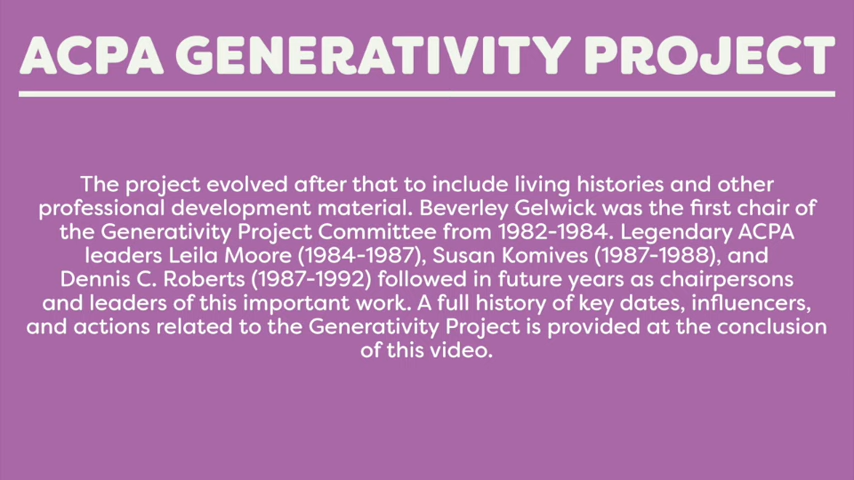 ACPA GENERATIVITY PROJECT
The project evolved after that to include living histories and other
professional development material. Beverley Gelwick was the first chair of
the Generativity Project Committee from 1982-1984. Legendary ACPA
leaders Leila Moore (1984-1987), Susan Komives (1987-1988), and
Dennis C. Roberts (1987-1992) followed in future years as chairpersons
and leaders of this important work. A full history of key dates, influencers,
and actions related to the Generativity Project is provided at the conclusion
of this video.